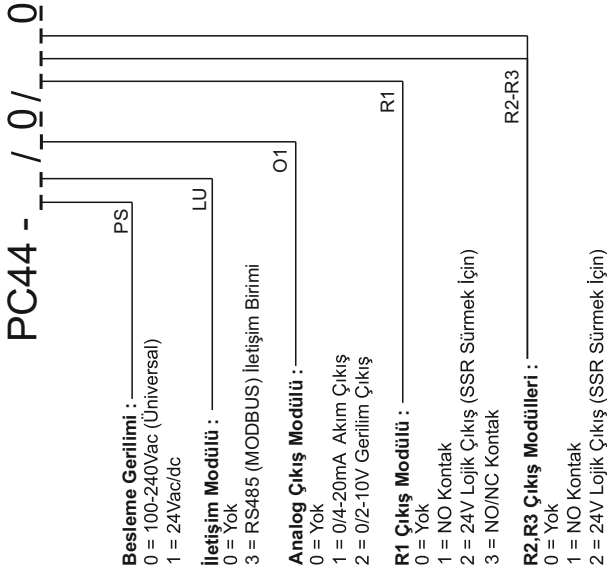 PC44 - _ _ / _ 0 / _ _ _ 0
PS
Besleme Gerilimi :
0 = 100-240Vac (Üniversal)
1 = 24Vac/dc
LU
İletişim Modülü :
0 = Yok
3 = RS485 (MODBUS) İletişim Birimi
O1
Analog Çıkış Modülü :
0 = Yok
1 = 0/4-20mA Akım Çıkış
2 = 0/2-10V Gerilim Çıkış
R1
R1 Çıkış Modülü :
0 = Yok
1 = NO Kontak
2 = 24V Lojik Çıkış (SSR Sürmek İçin)
3 = NO/NC Kontak
R2-R3
R2,R3 Çıkış Modülleri :
0 = Yok
1 = NO Kontak
2 = 24V Lojik Çıkış (SSR Sürmek İçin)